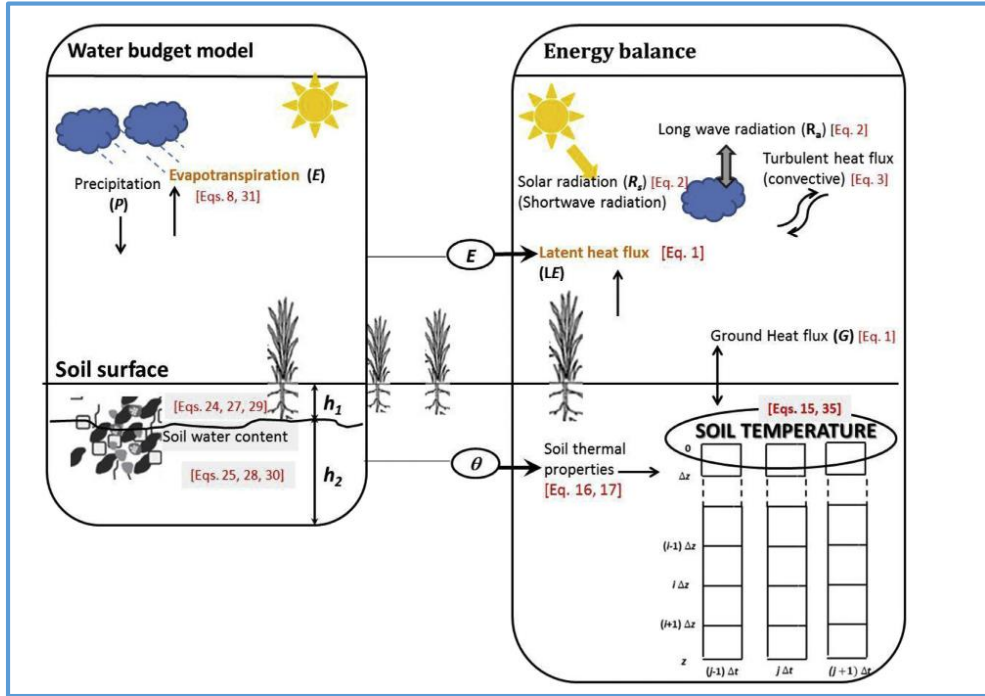 Water budget model
Precipitation
(P)
Evapotranspiration (E)
[Eqs. 8, 31]
Soil surface
[Eqs. 24, 27, 29]
h1
Soil water content
[Eqs. 25, 28, 30]
h2
E
θ
Energy balance
Long wave radiation (Ra) [Eq. 2]
Turbulent heat flux
(convective) [Eq. 3]
Solar radiation (Rs) [Eq. 2]
(Shortwave radiation)
Latent heat flux [Eq. 1]
(LE)
Ground Heat flux (G) [Eq. 1]
[Eqs. 15, 35]
SOIL TEMPERATURE
Soil thermal
properties
[Eq. 16, 17]
0
Δz
(i-1) Δz
i Δz
(i+1) Δz
z
(j-1) Δt
j Δt
(j + 1) Δt